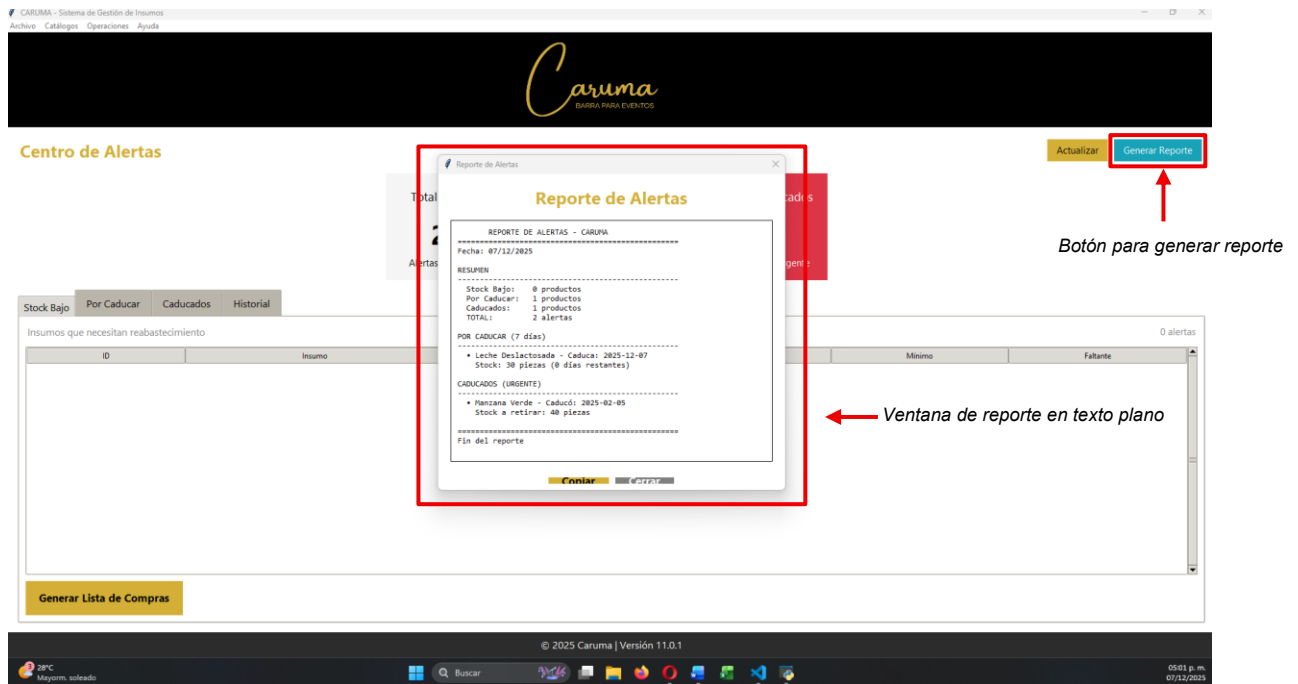 CARUMA - Sistema de Gestión de Insumos
Archivo Catálogos Operaciones Ayuda
Caruma
BARRA PARA EVENTOS
Centro de Alertas
Actualizar Generar Reporte
Botón para generar reporte
Total
Alertas
Reporte de Alertas
Reporte de Alertas
REPORTE DE ALERTAS - CARUMA
==================================================
Fecha: 07/12/2025
RESUMEN
--------------------------------------------------
Stock Bajo: 0 productos
Por Caducar: 1 productos
Caducados: 1 productos
TOTAL: 2 alertas
POR CADUCAR (7 días)
--------------------------------------------------
• Leche Deslactosada - Caduca: 2025-12-07
Stock: 30 piezas (0 días restantes)
CADUCADOS (URGENTE)
--------------------------------------------------
• Manzana Verde - Caducó: 2025-02-05
Stock a retirar: 40 piezas
==================================================
Fin del reporte
Copiar Cerrar
cados
gente
Ventana de reporte en texto plano
Stock Bajo Por Caducar Caducados Historial
Insumos que necesitan reabastecimiento 0 alertas
ID Insumo Mínimo Faltante
Generar Lista de Compras
© 2025 Caruma | Versión 11.0.1
3
28°C
Mayorm. soleado
Buscar
05:01 p. m.
07/12/2025